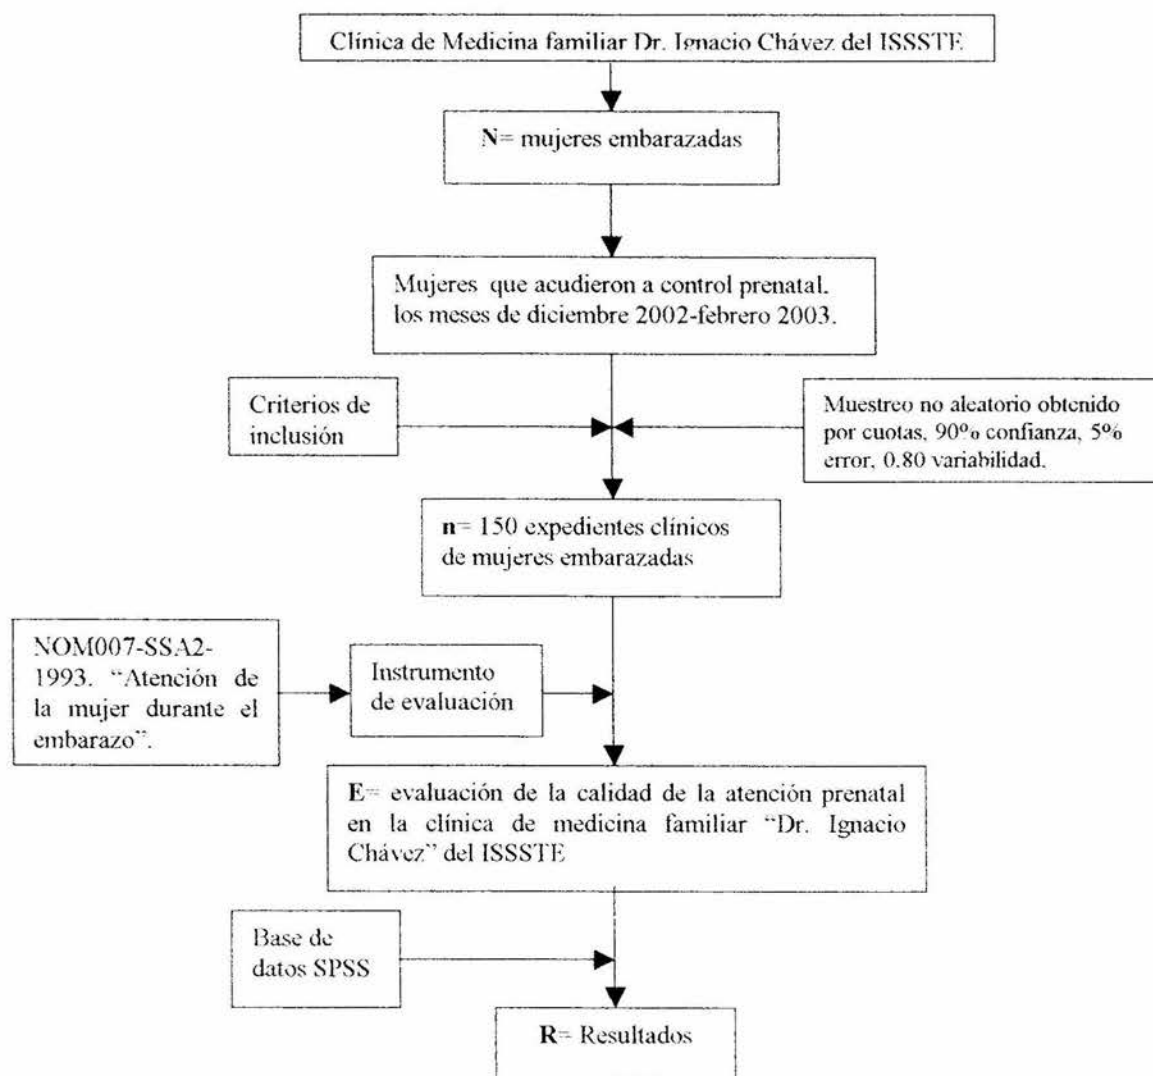 Clínica de Medicina familiar Dr. Ignacio Chávez del ISSSTE
N= mujeres embarazadas
Mujeres que acudieron a control prenatal,
los meses de diciembre 2002-febrero 2003.
Criterios de
inclusión
Muestreo no aleatorio obtenido
por cuotas, 90% confianza, 5%
error, 0.80 variabilidad.
n= 150 expedientes clínicos
de mujeres embarazadas
NOM007-SSA2-
1993. “Atención de
la mujer durante el
embarazo”.
Instrumento
de evaluación
E= evaluación de la calidad de la atención prenatal
en la clínica de medicina familiar “Dr. Ignacio
Chávez” del ISSSTE
Base de
datos SPSS
R= Resultados